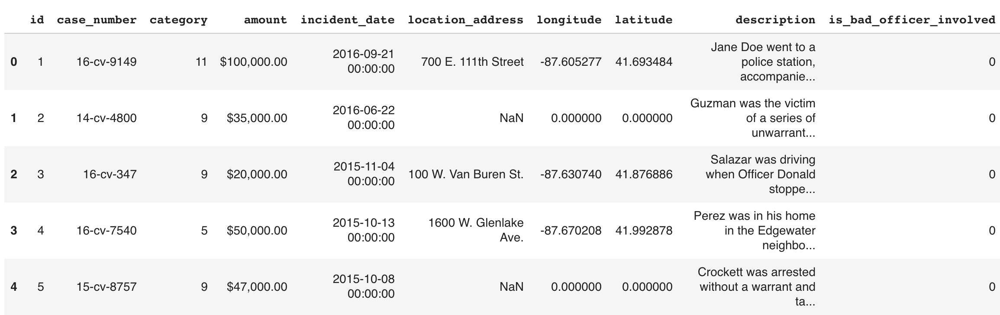 id case_number category amount incident_date location_address longitude latitude description is_bad_officer_involved
0 1 16-cv-9149 11 $100,000.00 2016-09-21 00:00:00 700 E. 111th Street -87.605277 41.693484 Jane Doe went to a police station, accompanie... 0
1 2 14-cv-4800 9 $35,000.00 2016-06-22 00:00:00 NaN 0.000000 0.000000 Guzman was the victim of a series of unwarrant... 0
2 3 16-cv-347 9 $20,000.00 2015-11-04 00:00:00 100 W. Van Buren St. -87.630740 41.876886 Salazar was driving when Officer Donald stoppe... 0
3 4 16-cv-7540 5 $50,000.00 2015-10-13 00:00:00 1600 W. Glenlake Ave. -87.670208 41.992878 Perez was in his home in the Edgewater neighbo... 0
4 5 15-cv-8757 9 $47,000.00 2015-10-08 00:00:00 NaN 0.000000 0.000000 Crockett was arrested without a warrant and ta... 0